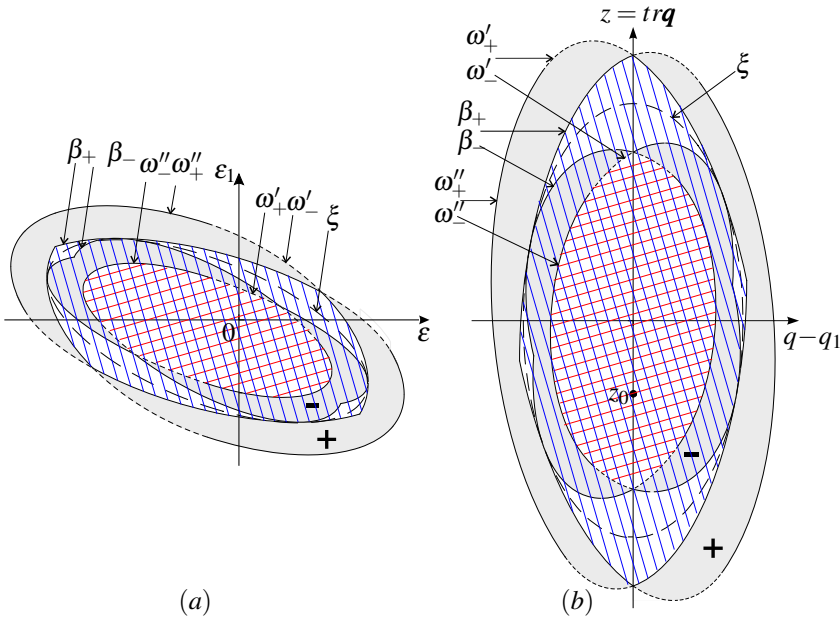 z = trq
ω′₊
ω′₋
ξ
β₊
β₋
ω″₊
ω″₋
q−q₁
z₀
−
+
(b)
β₊ β₋ ω″₋ ω″₊ ε₁
ω′₊ ω′₋ ξ
0
ε
−
+
(a)